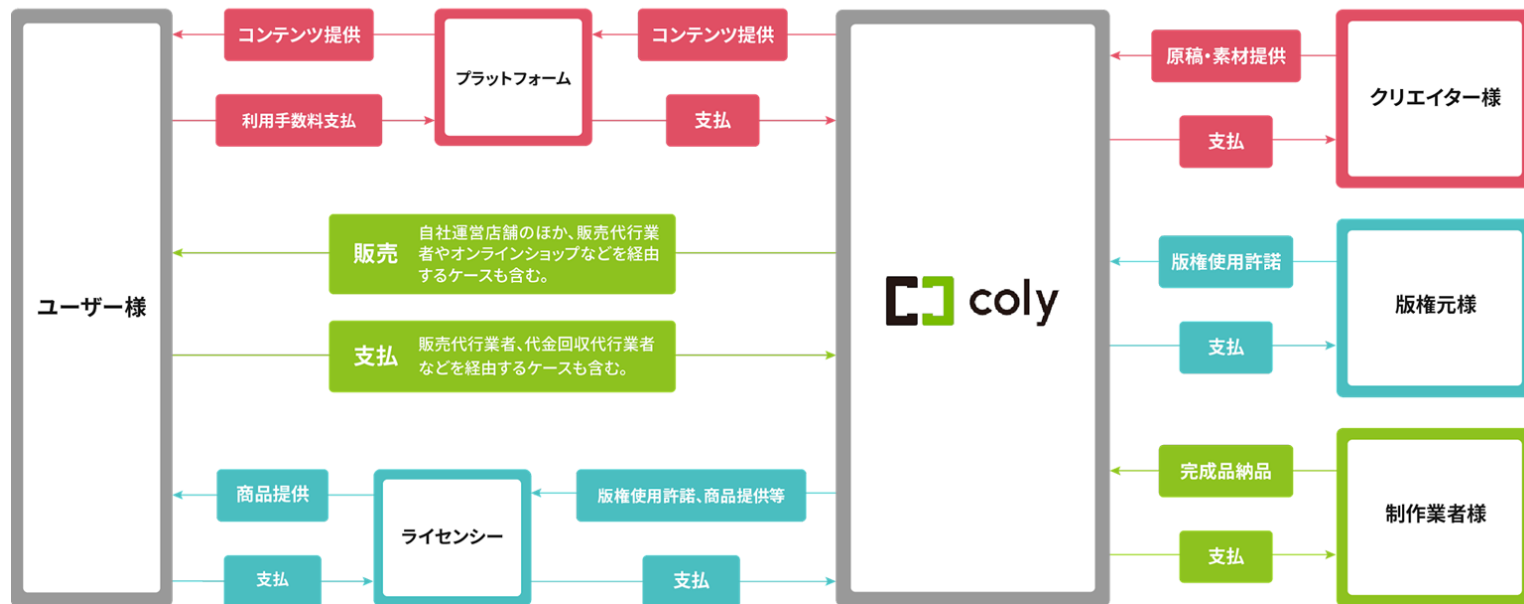 コンテンツ提供
コンテンツ提供
原稿・素材提供
プラットフォーム
クリエイター様
利用手数料支払
支払
支払
販売
自社運営店舗のほか、販売代行業
者やオンラインショップなどを経由
するケースも含む。
版権使用許諾
ユーザー様
coly
版権元様
支払
販売代行業者、代金回収代行業者
などを経由するケースも含む。
支払
完成品納品
商品提供
版権使用許諾、商品提供等
制作業者様
ライセンシー
支払
支払
支払